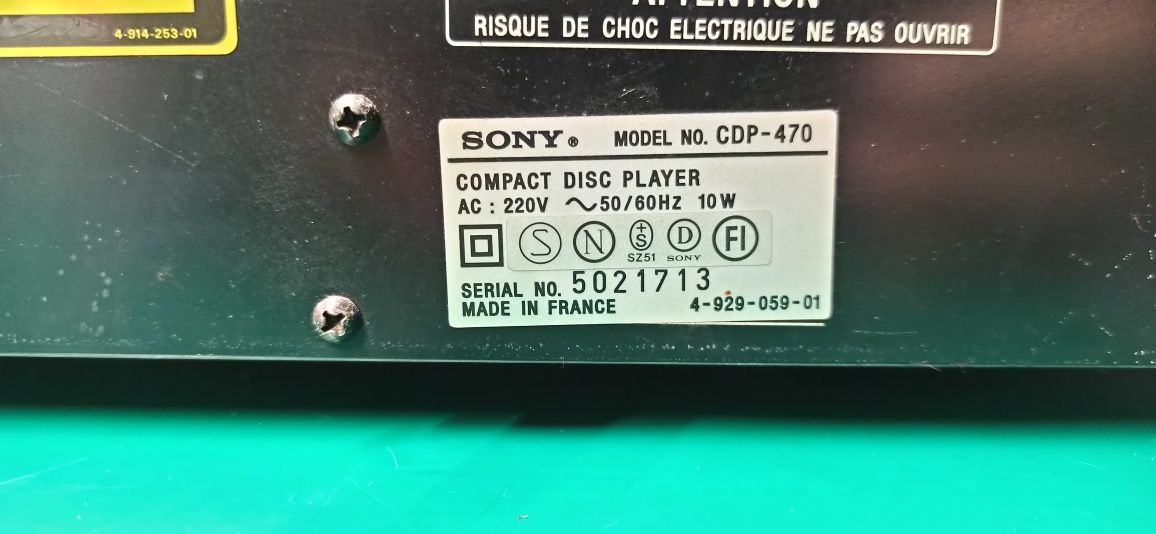 4-914-253-01
ATTENTION
RISQUE DE CHOC ELECTRIQUE NE PAS OUVRIR
SONY® MODEL NO. CDP-470
COMPACT DISC PLAYER
AC : 220V ~50/60HZ 10W
S N +S D FI
SZ51 SONY
SERIAL NO. 5021713
MADE IN FRANCE 4-929-059-01